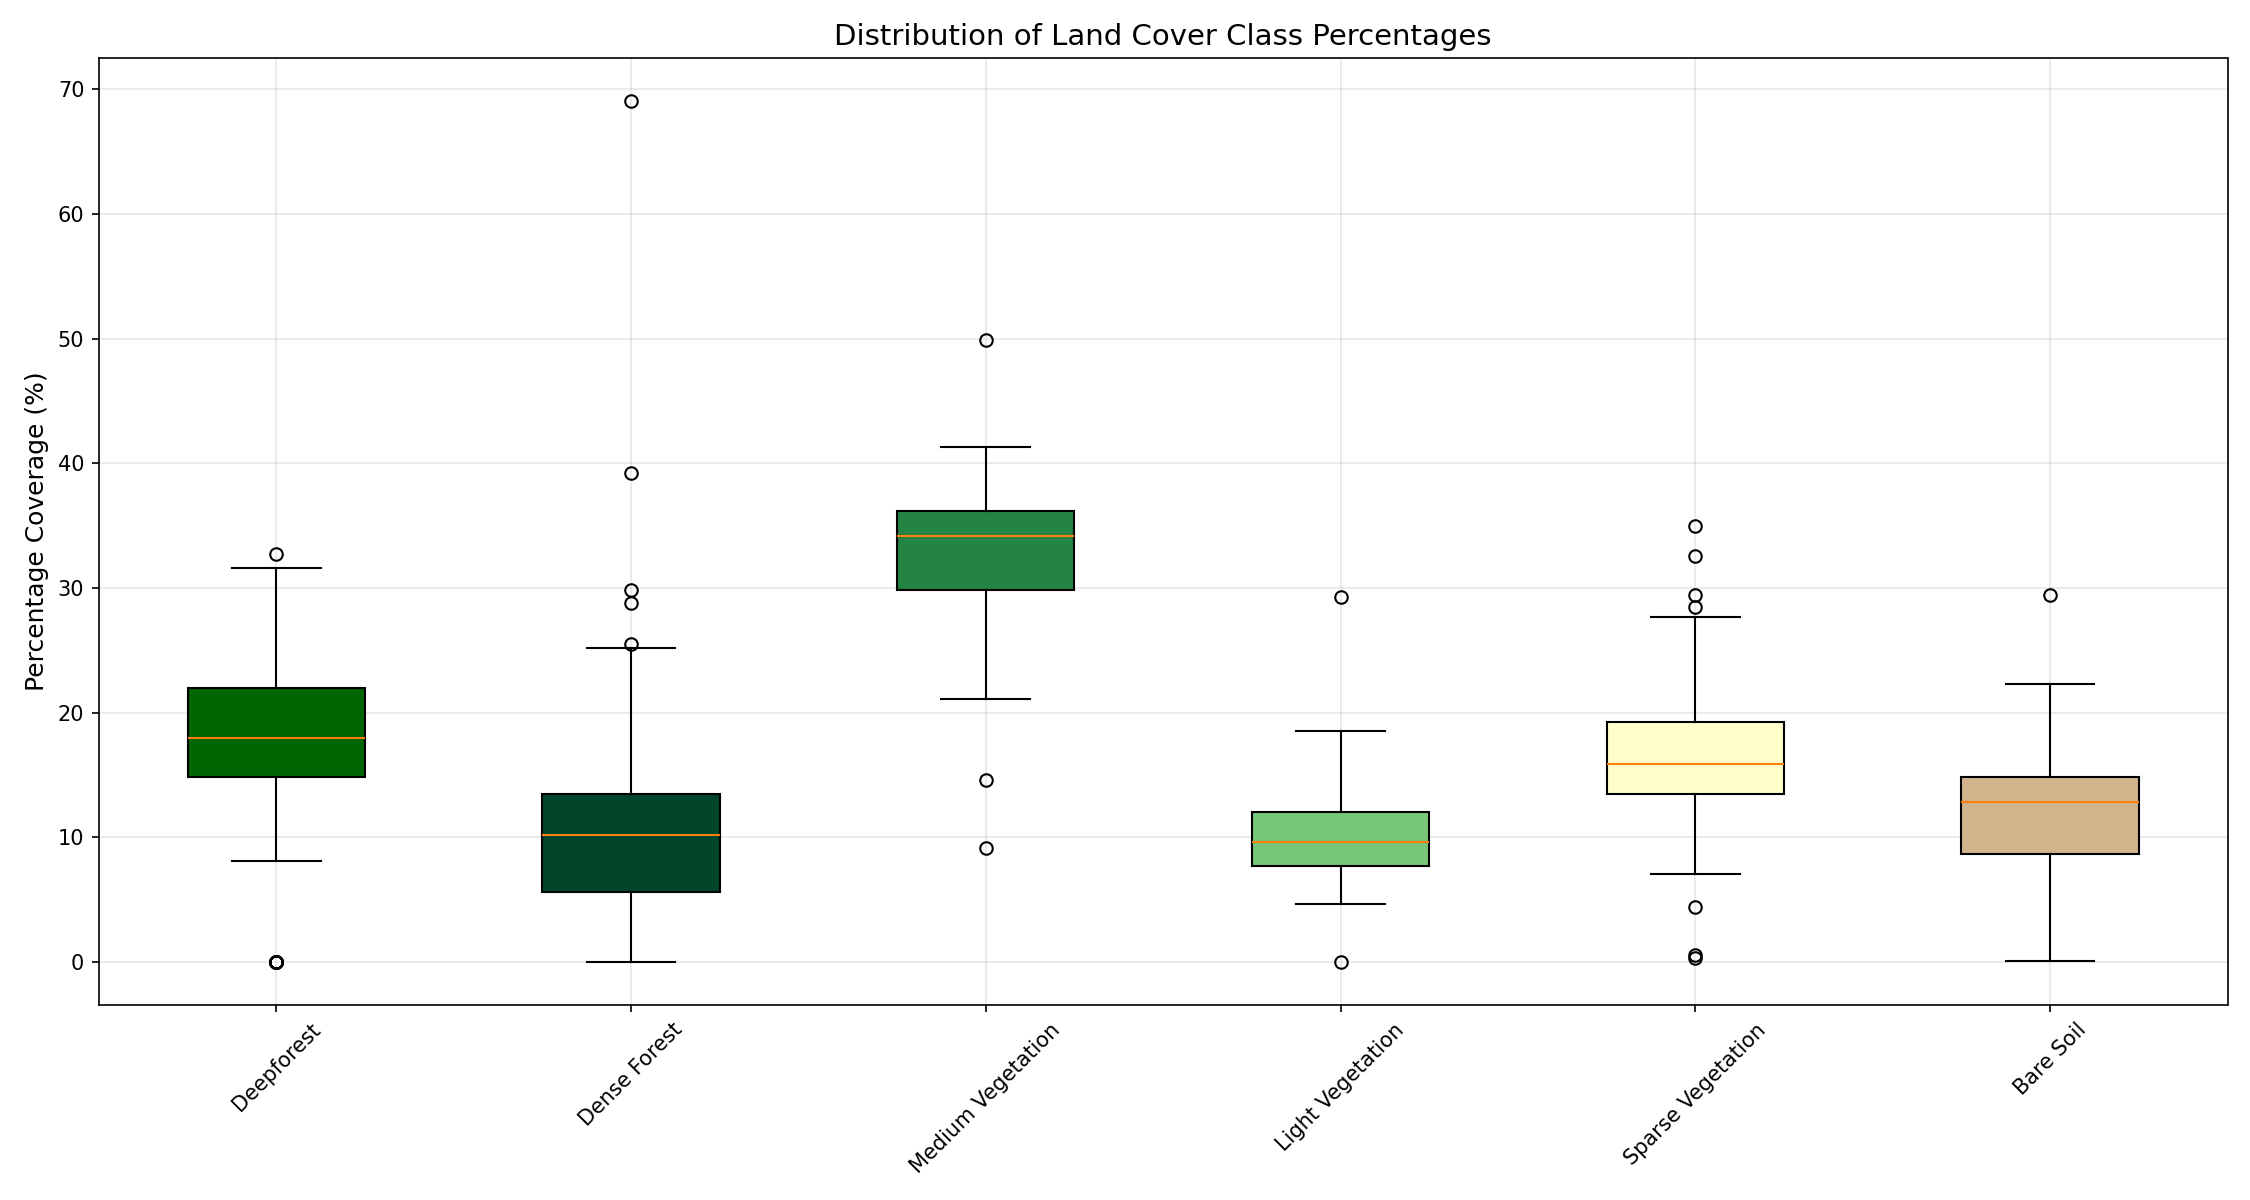 Distribution of Land Cover Class Percentages
Percentage Coverage (%)
70
60
50
40
30
20
10
0
Deepforest
Dense Forest
Medium Vegetation
Light Vegetation
Sparse Vegetation
Bare Soil